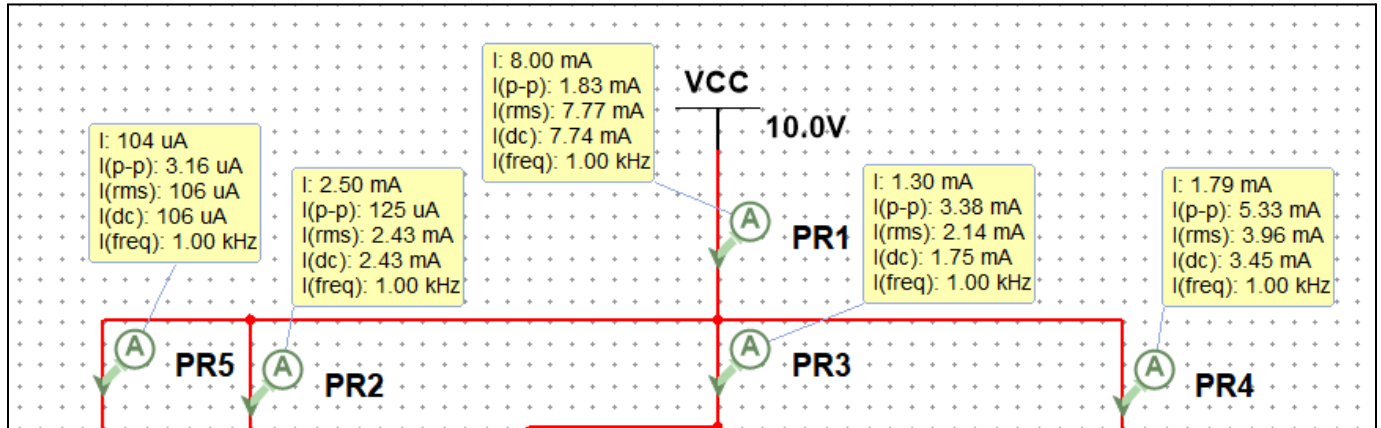 I: 8.00 mA
I(p-p): 1.83 mA
I(rms): 7.77 mA
I(dc): 7.74 mA
I(freq): 1.00 kHz
VCC
10.0V
I: 104 uA
I(p-p): 3.16 uA
I(rms): 106 uA
I(dc): 106 uA
I(freq): 1.00 kHz
I: 2.50 mA
I(p-p): 125 uA
I(rms): 2.43 mA
I(dc): 2.43 mA
I(freq): 1.00 kHz
I: 1.30 mA
I(p-p): 3.38 mA
I(rms): 2.14 mA
I(dc): 1.75 mA
I(freq): 1.00 kHz
I: 1.79 mA
I(p-p): 5.33 mA
I(rms): 3.96 mA
I(dc): 3.45 mA
I(freq): 1.00 kHz
A
PR1
A
PR5
A
PR2
A
PR3
A
PR4